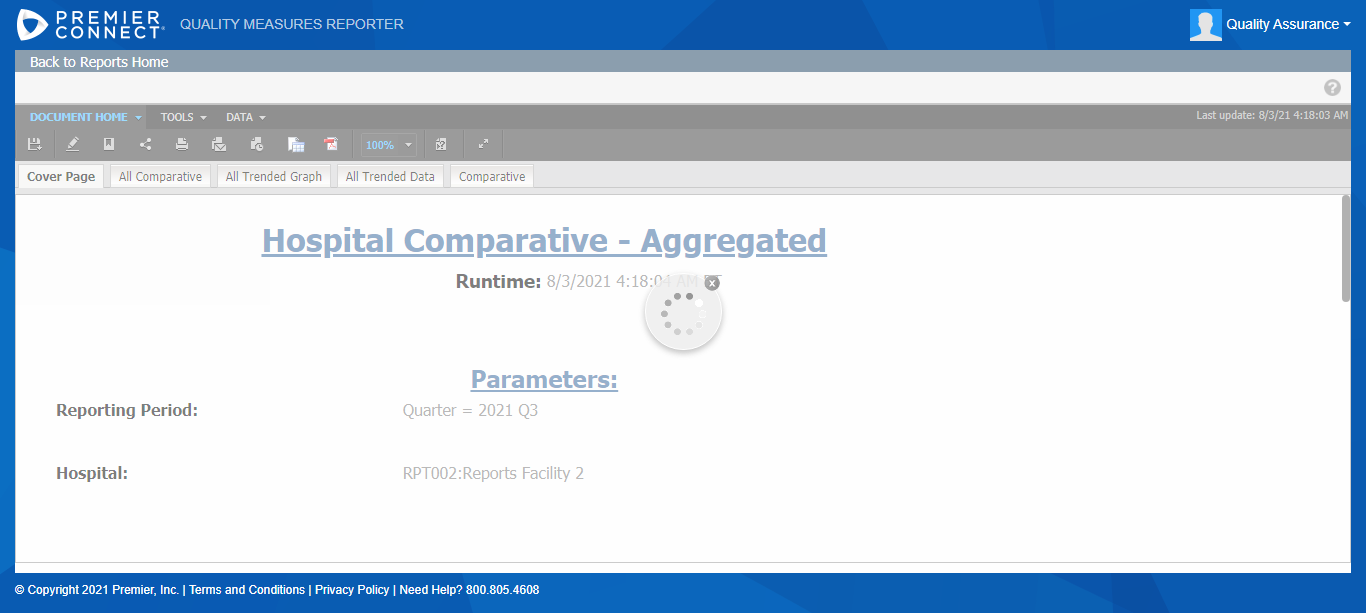 PREMIER
CONNECT
QUALITY MEASURES REPORTER
Quality Assurance
Back to Reports Home
?
DOCUMENT HOME TOOLS DATA
Last update: 8/3/21 4:18:03 AM
100%
Cover Page All Comparative All Trended Graph All Trended Data Comparative
Hospital Comparative - Aggregated
Runtime: 8/3/2021 4:18:04 AM ET
x
Parameters:
Reporting Period: Quarter = 2021 Q3
Hospital: RPT002:Reports Facility 2
© Copyright 2021 Premier, Inc. | Terms and Conditions | Privacy Policy | Need Help? 800.805.4608